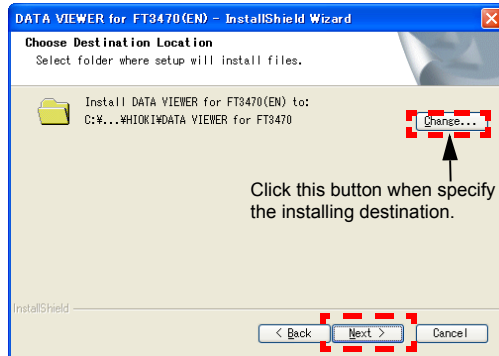 DATA VIEWER for FT3470(EN) - InstallShield Wizard
Choose Destination Location
Select folder where setup will install files.
Install DATA VIEWER for FT3470(EN) to:
C:¥...¥HIOKI¥DATA VIEWER for FT3470
Change...
Click this button when specify
the installing destination.
InstallShield
< Back
Next >
Cancel